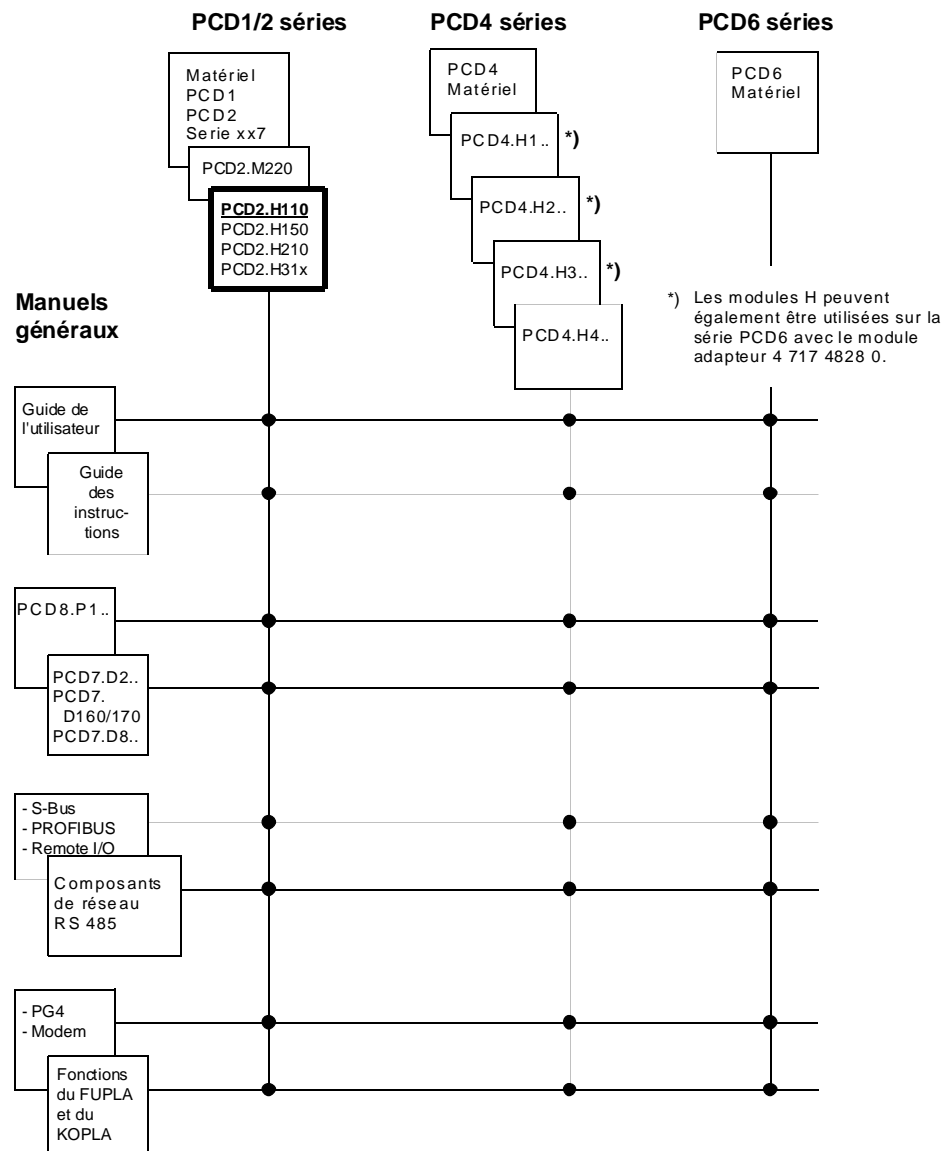 PCD1/2 séries
PCD4 séries
PCD6 séries
Matériel
PCD1
PCD2
Serie xx7
PCD2.M220
PCD2.H110
PCD2.H150
PCD2.H210
PCD2.H31x
PCD4
Matériel
PCD4.H1.. *)
PCD4.H2.. *)
PCD4.H3.. *)
PCD4.H4..
PCD6
Matériel
*) Les modules H peuvent
également être utilisées sur la
série PCD6 avec le module
adapteur 4 717 4828 0.
Manuels
généraux
Guide de
l'utilisateur
Guide
des
instruc-
tions
PCD8.P1..
PCD7.D2..
PCD7.
D160/170
PCD7.D8..
- S-Bus
- PROFIBUS
- Remote I/O
Composants
de réseau
RS 485
- PG4
- Modem
Fonctions
du FUPLA
et du
KOPLA